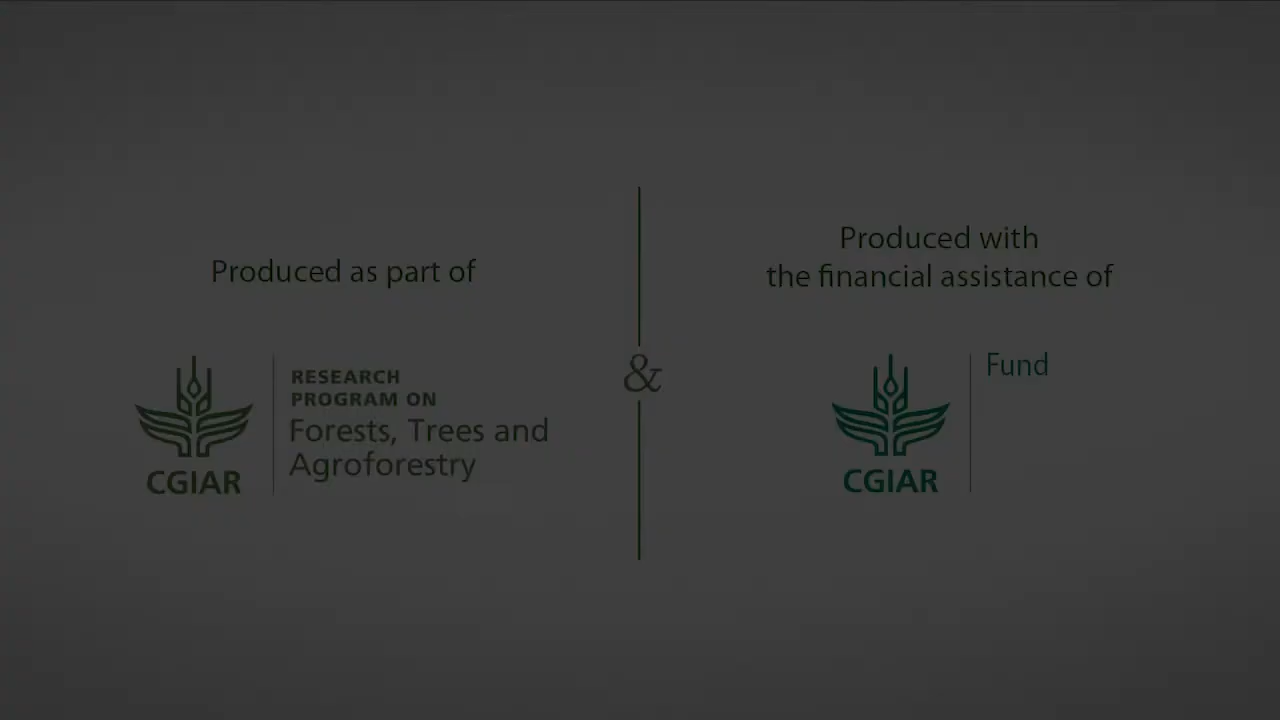 Produced as part of
CGIAR
RESEARCH
PROGRAM ON
Forests, Trees and
Agroforestry
&
Produced with
the financial assistance of
CGIAR
Fund